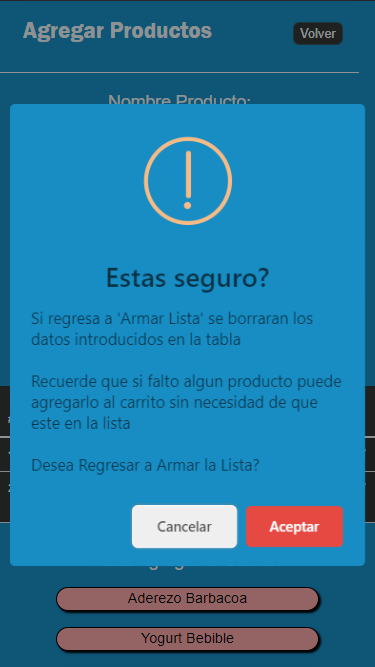 Agregar Productos
Volver
Nombre Producto:
Estas seguro?
Si regresa a 'Armar Lista' se borraran los
datos introducidos en la tabla
Recuerde que si falto algun producto puede
agregarlo al carrito sin necesidad de que
este en la lista
Desea Regresar a Armar la Lista?
Cancelar
Aceptar
Aderezo Barbacoa
Yogurt Bebible